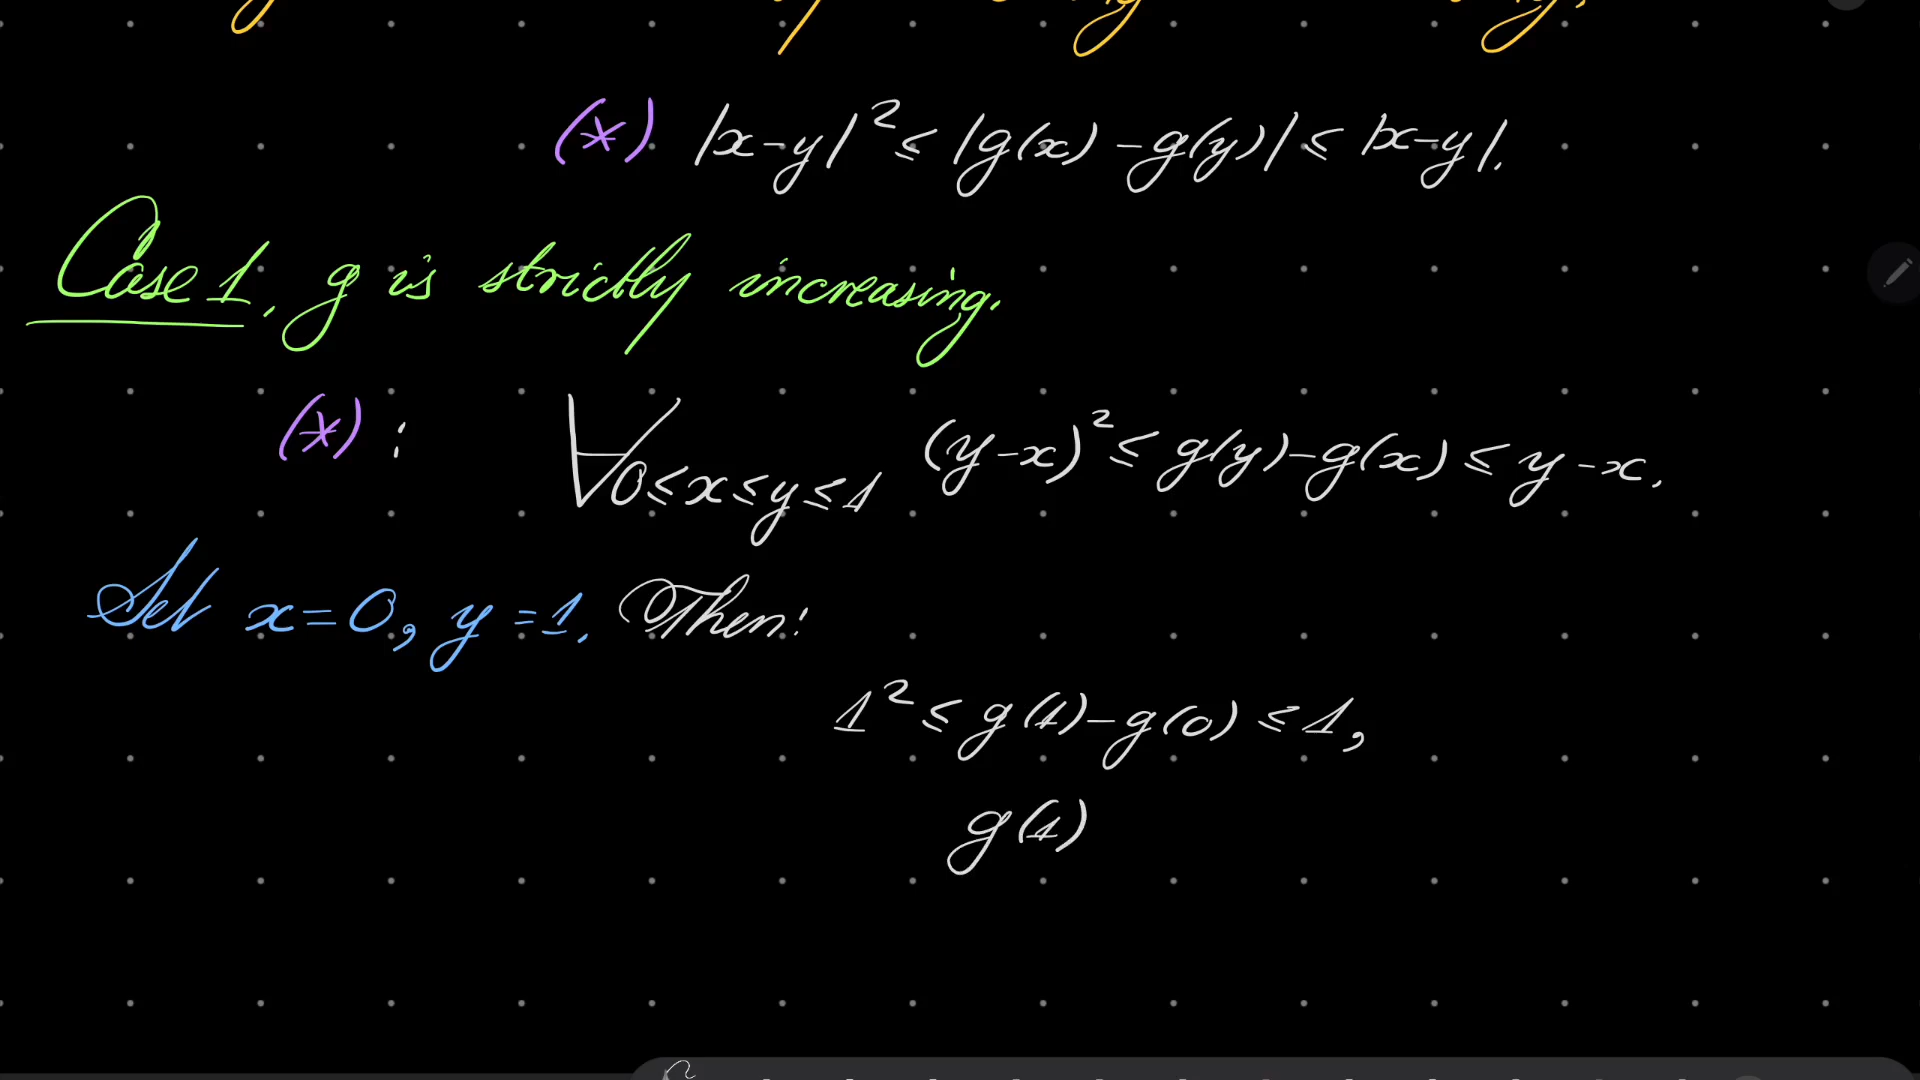 (*) |x-y|² ≤ |g(x) - g(y)| ≤ |x-y|.
Case 1. g is strictly increasing.
(*) : ∀ 0≤x≤y≤1 (y-x)² ≤ g(y)-g(x) ≤ y-x.
Set x=0, y=1. Then:
1² ≤ g(1)-g(0) ≤ 1,
g(1)